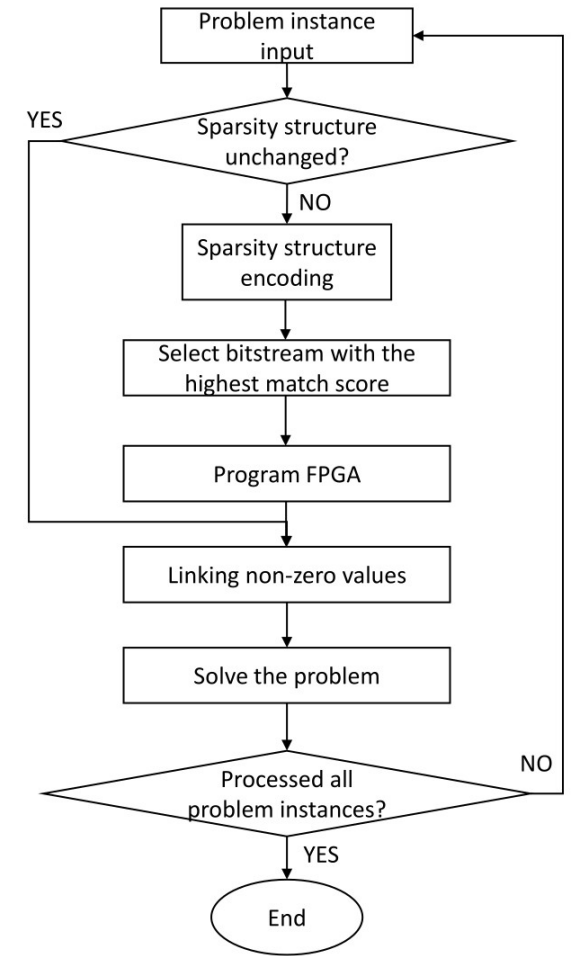 Problem instance
input
YES
Sparsity structure
unchanged?
NO
Sparsity structure
encoding
Select bitstream with the
highest match score
Program FPGA
Linking non-zero values
Solve the problem
NO
Processed all
problem instances?
YES
End